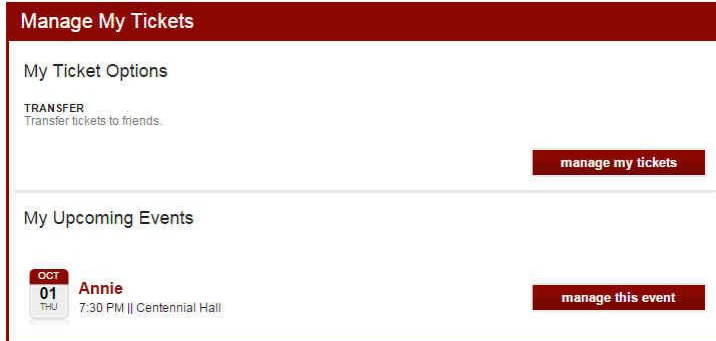 Manage My Tickets
My Ticket Options
TRANSFER
Transfer tickets to friends.
manage my tickets
My Upcoming Events
OCT
01
THU
Annie
7:30 PM || Centennial Hall
manage this event